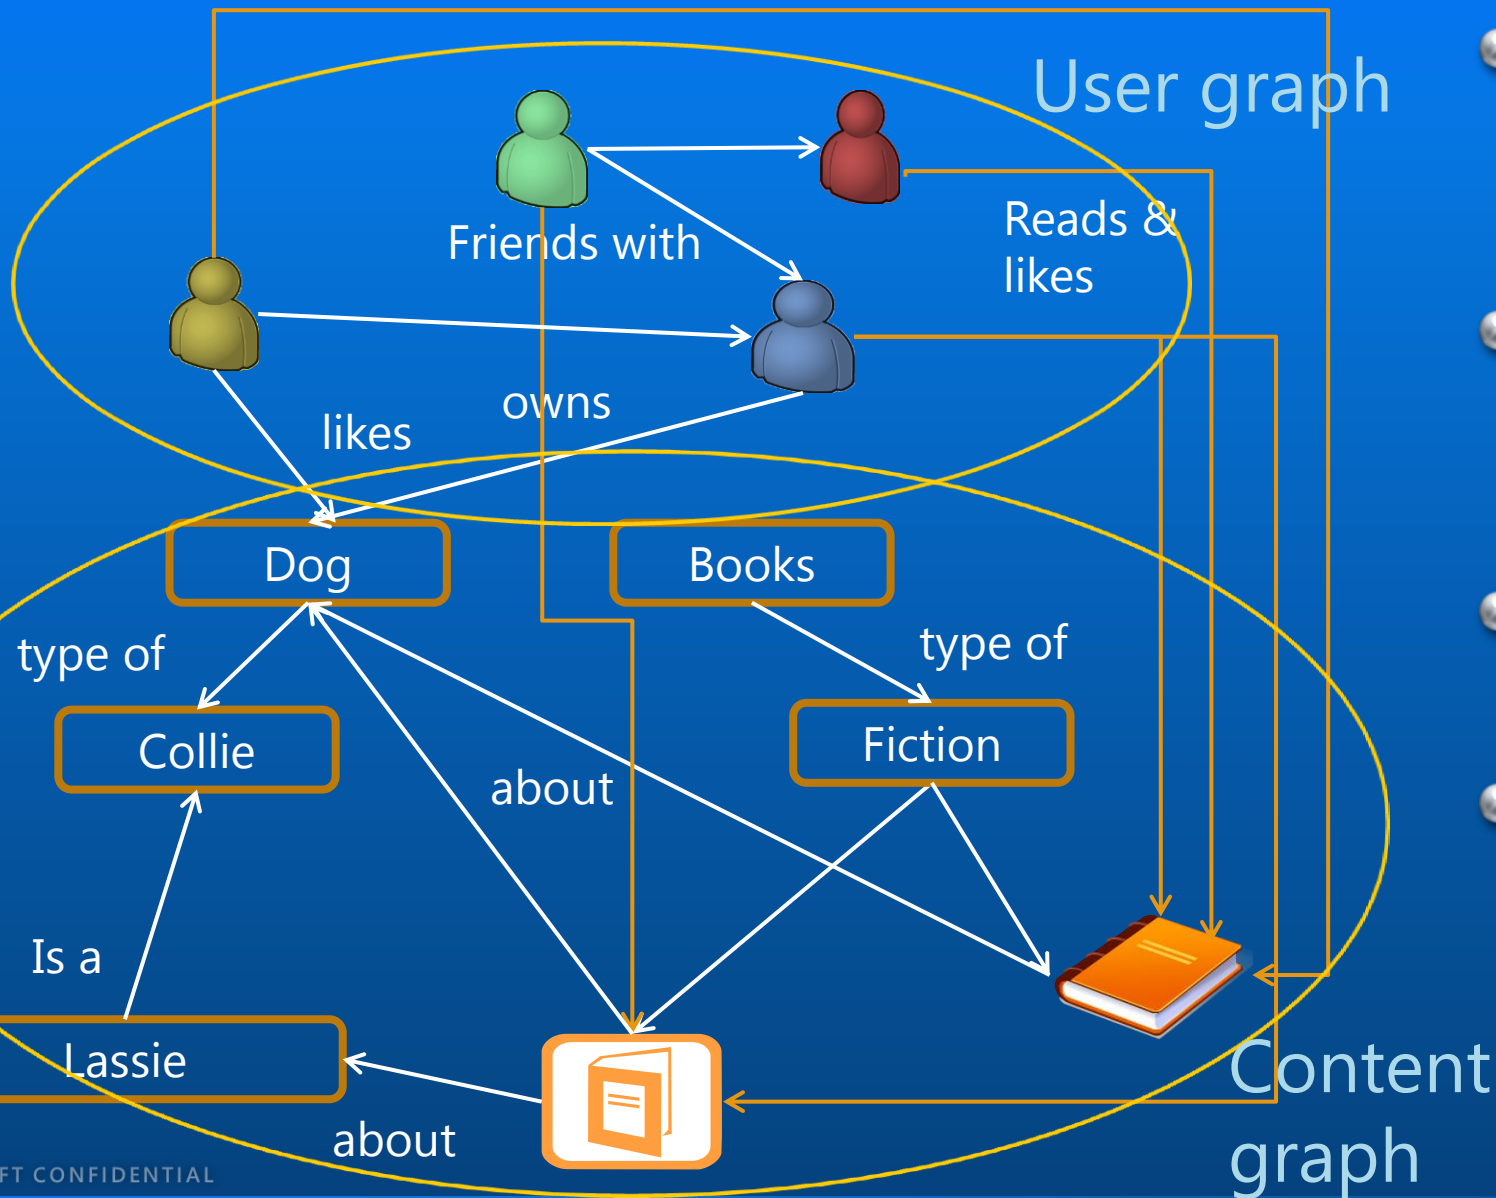 User graph
Reads &
likes
Friends with
owns
likes
Dog
Books
type of
type of
Collie
Fiction
about
Is a
Lassie
Content
graph
about
FT CONFIDENTIAL